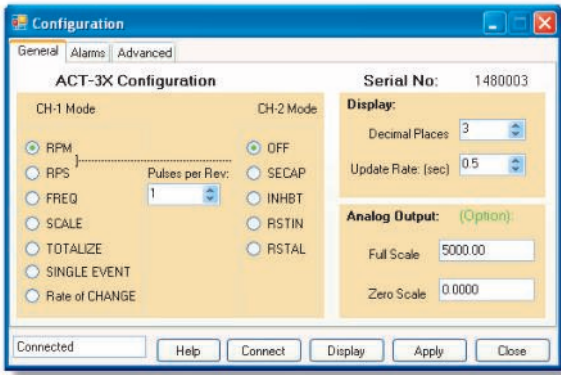 Configuration
General Alarms Advanced
ACT-3X Configuration
CH-1 Mode
CH-2 Mode
RPM
RPS
FREQ
SCALE
TOTALIZE
SINGLE EVENT
Rate of CHANGE
Pulses per Rev:
1
OFF
SECAP
INHBT
RSTIN
RSTAL
Serial No: 1480003
Display:
Decimal Places 3
Update Rate: (sec) 0.5
Analog Output: (Option):
Full Scale 5000.00
Zero Scale 0.0000
Connected
Help Connect Display Apply Close